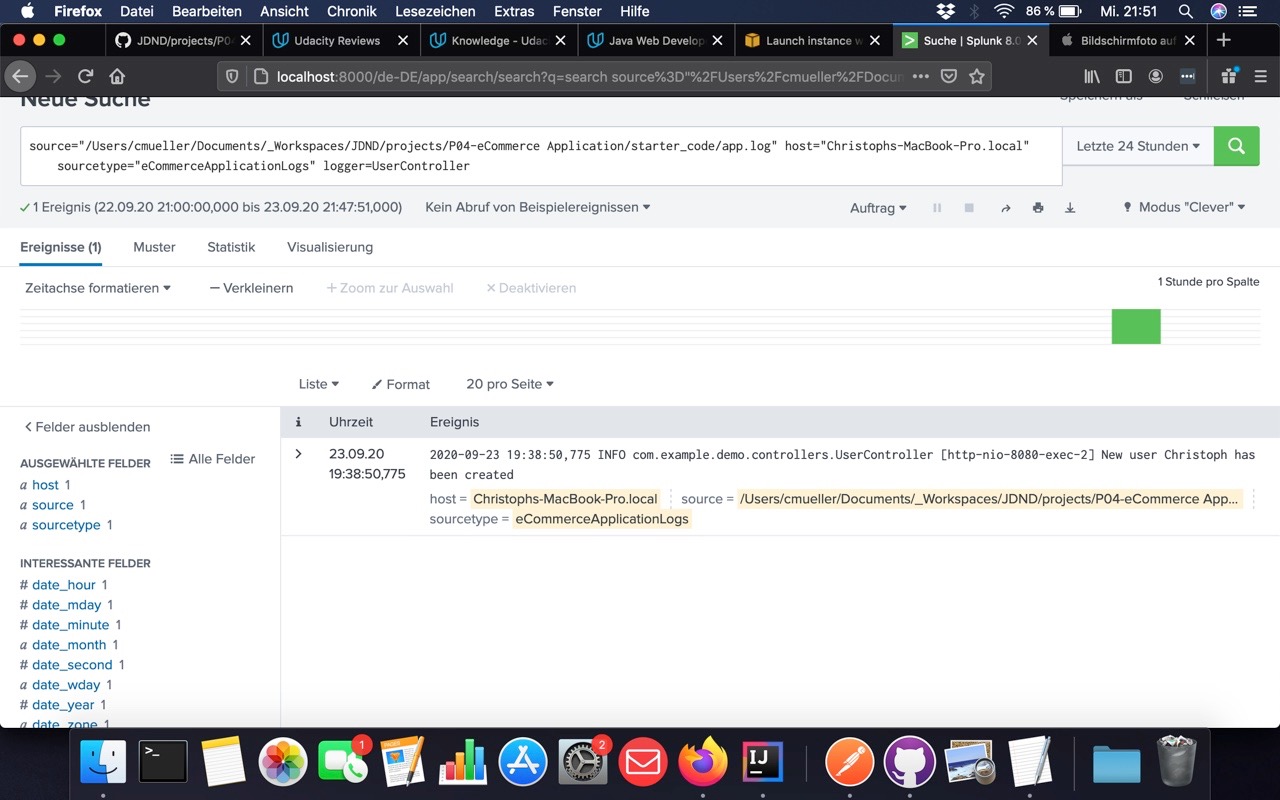 Firefox Datei Bearbeiten Ansicht Chronik Lesezeichen Extras Fenster Hilfe 86 % Mi. 21:51
JDND/projects/P04 Udacity Reviews Knowledge - Udac Java Web Develop Launch instance w Suche | Splunk 8.0 Bildschirmfoto auf
localhost:8000/de-DE/app/search/search?q=search source%3D"%2FUsers%2Fcmueller%2FDocun
Neue Suche Speichern als Schließen
source="/Users/cmueller/Documents/_Workspaces/JDND/projects/P04-eCommerce Application/starter_code/app.log" host="Christophs-MacBook-Pro.local"
sourcetype="eCommerceApplicationLogs" logger=UserController
Letzte 24 Stunden
1 Ereignis (22.09.20 21:00:00,000 bis 23.09.20 21:47:51,000) Kein Abruf von Beispielereignissen Auftrag Modus "Clever"
Ereignisse (1) Muster Statistik Visualisierung
Zeitachse formatieren — Verkleinern + Zoom zur Auswahl × Deaktivieren 1 Stunde pro Spalte
Liste Format 20 pro Seite
< Felder ausblenden
i Uhrzeit Ereignis
AUSGEWÄHLTE FELDER Alle Felder
a host 1
a source 1
a sourcetype 1
> 23.09.20
19:38:50,775
2020-09-23 19:38:50,775 INFO com.example.demo.controllers.UserController [http-nio-8080-exec-2] New user Christoph has
been created
host = Christophs-MacBook-Pro.local source = /Users/cmueller/Documents/_Workspaces/JDND/projects/P04-eCommerce App...
sourcetype = eCommerceApplicationLogs
INTERESSANTE FELDER
# date_hour 1
# date_mday 1
# date_minute 1
a date_month 1
# date_second 1
a date_wday 1
# date_year 1
a date_zone 1
>_
1
2
IJ